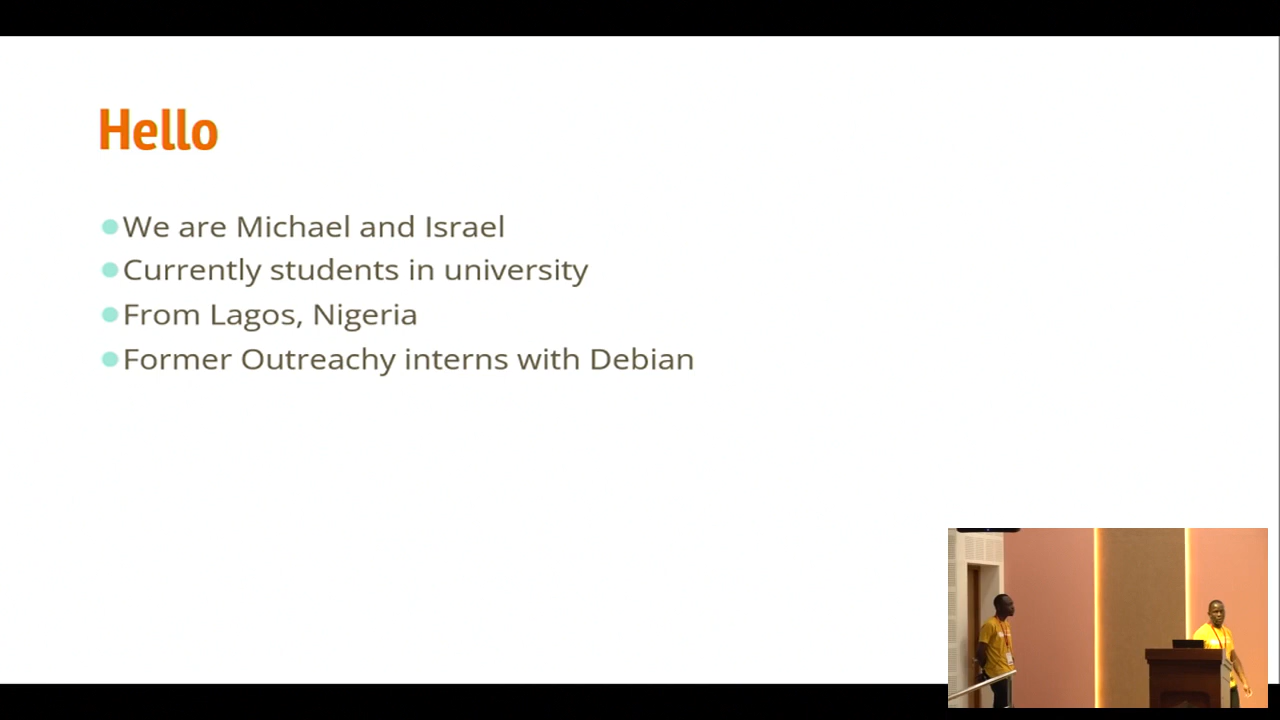 Hello
We are Michael and Israel
Currently students in university
From Lagos, Nigeria
Former Outreachy interns with Debian